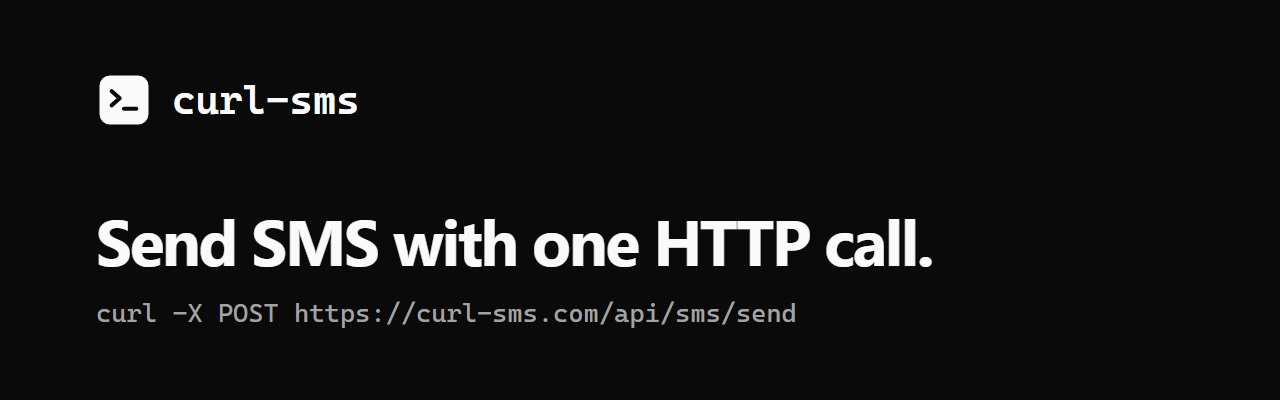 curl-sms
Send SMS with one HTTP call.
curl -X POST https://curl-sms.com/api/sms/send